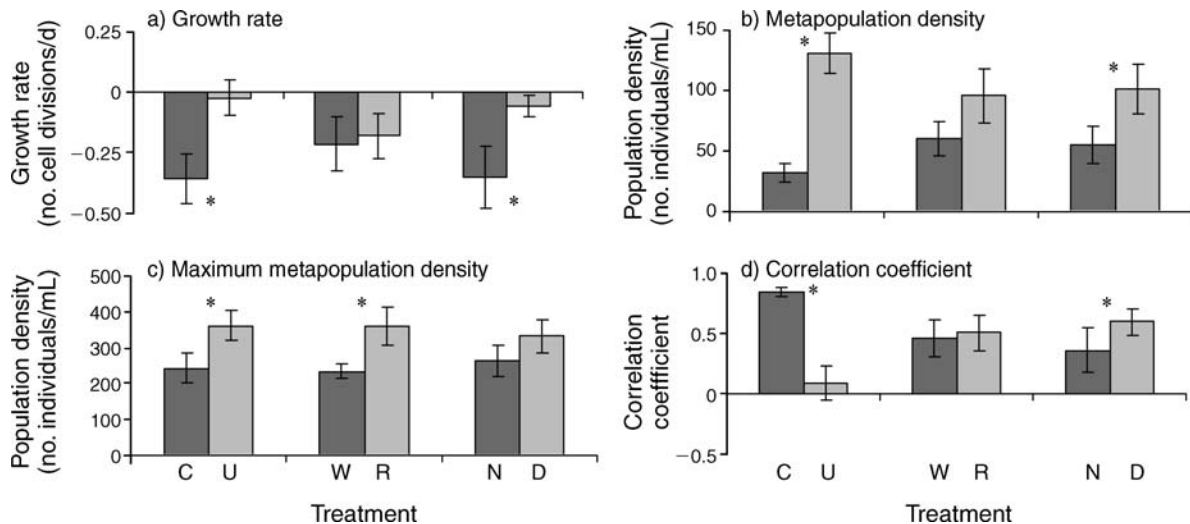 a) Growth rate
Growth rate
(no. cell divisions/d)
0.25
0
−0.25
−0.50
*
*
b) Metapopulation density
Population density
(no. individuals/mL)
150
100
50
0
*
*
c) Maximum metapopulation density
Population density
(no. individuals/mL)
500
400
300
200
100
0
*
*
C U W R N D
Treatment
d) Correlation coefficient
Correlation
coeffficient
1.0
0.5
0
−0.5
*
*
C U W R N D
Treatment